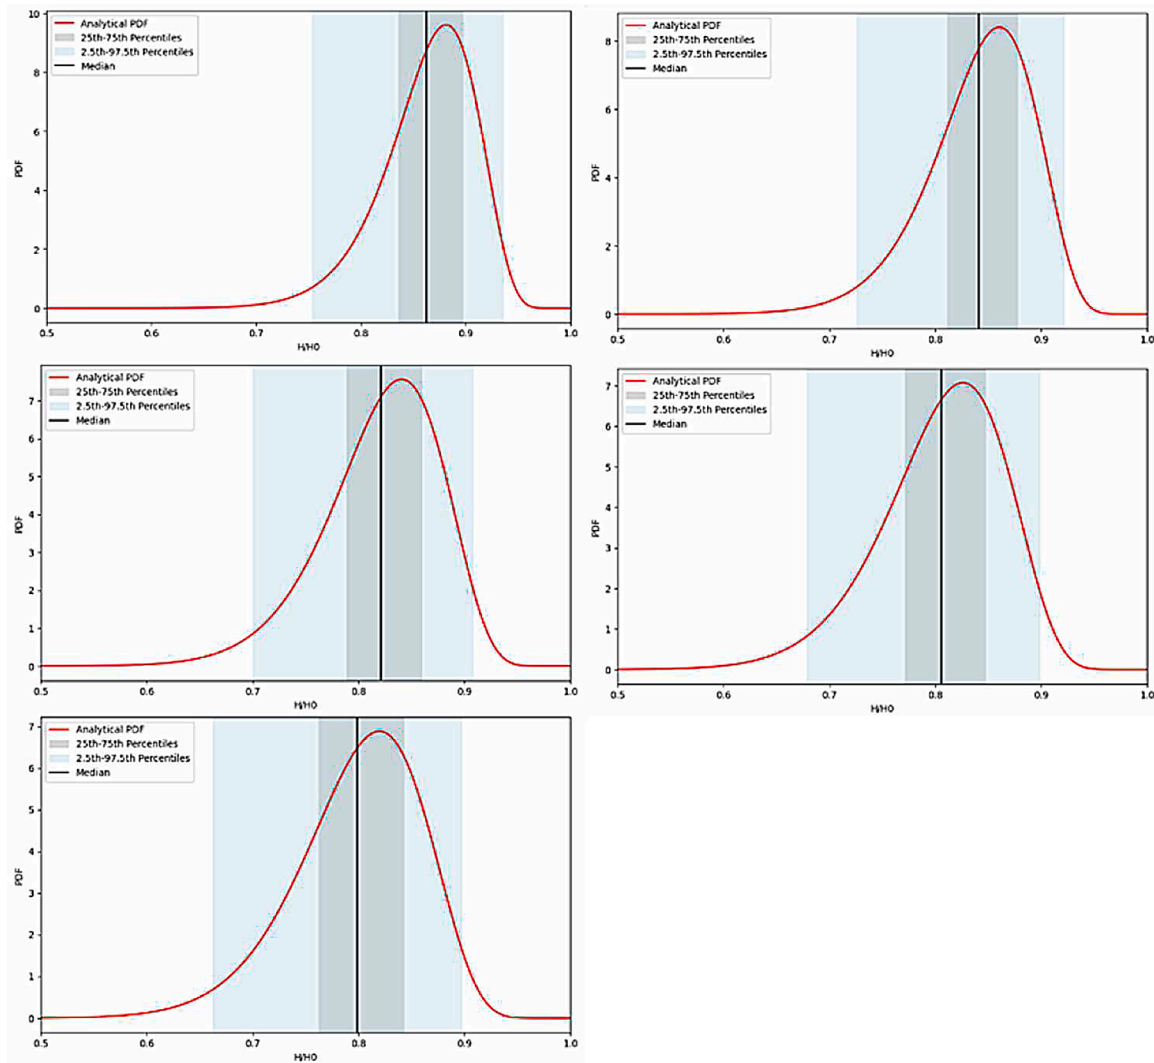 10
8
6
4
2
0
PDF
Analytical PDF
25th-75th Percentiles
2.5th-97.5th Percentiles
Median
0.5 0.6 0.7 0.8 0.9 1.0
H/H0
8
6
4
2
0
PDF
Analytical PDF
25th-75th Percentiles
2.5th-97.5th Percentiles
Median
0.5 0.6 0.7 0.8 0.9 1.0
H/H0
7
6
5
4
3
2
1
0
PDF
Analytical PDF
25th-75th Percentiles
2.5th-97.5th Percentiles
Median
0.5 0.6 0.7 0.8 0.9 1.0
H/H0
7
6
5
4
3
2
1
0
PDF
Analytical PDF
25th-75th Percentiles
2.5th-97.5th Percentiles
Median
0.5 0.6 0.7 0.8 0.9 1.0
H/H0
7
6
5
4
3
2
1
0
PDF
Analytical PDF
25th-75th Percentiles
2.5th-97.5th Percentiles
Median
0.5 0.6 0.7 0.8 0.9 1.0
H/H0